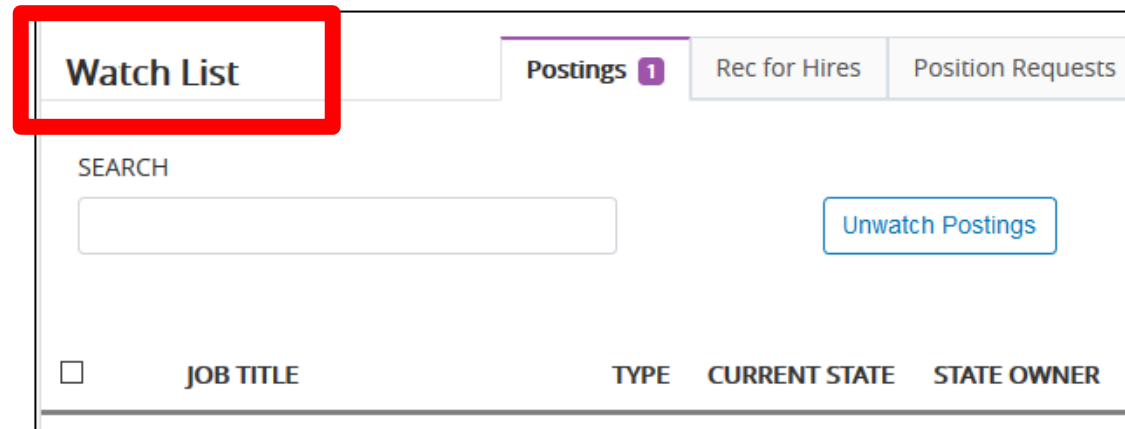 Watch List Postings 1 Rec for Hires Position Requests
SEARCH
Unwatch Postings
JOB TITLE TYPE CURRENT STATE STATE OWNER